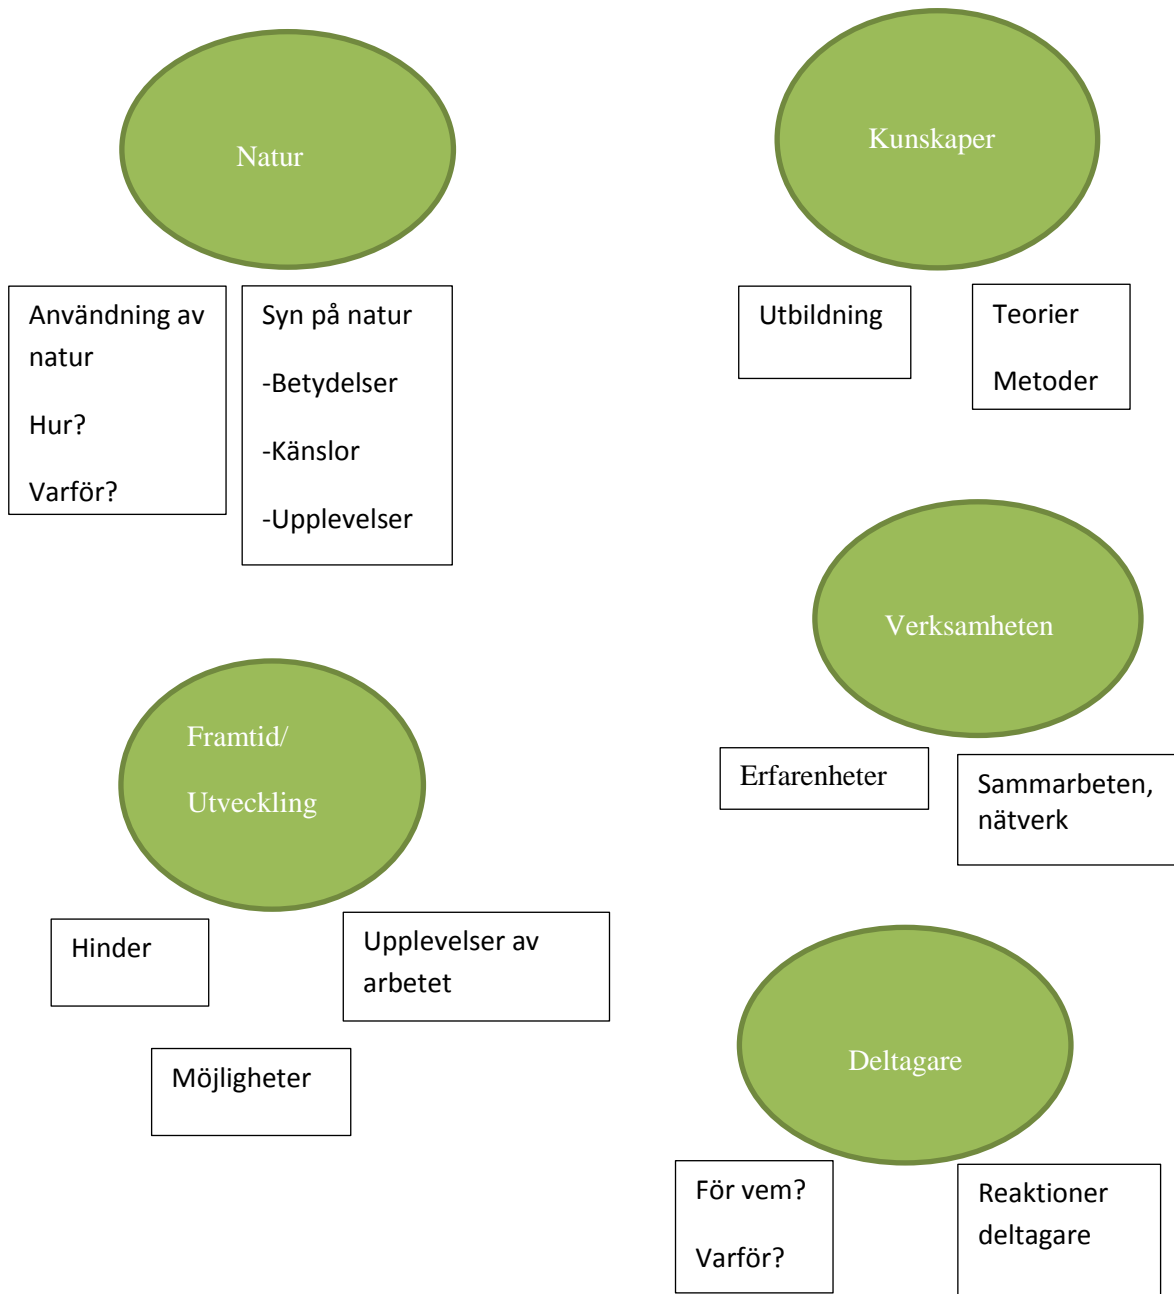 Natur
Användning av
natur
Hur?
Varför?
Syn på natur
-Betydelser
-Känslor
-Upplevelser
Kunskaper
Utbildning
Teorier
Metoder
Verksamheten
Erfarenheter
Sammarbeten,
nätverk
Framtid/
Utveckling
Hinder
Upplevelser av
arbetet
Möjligheter
Deltagare
För vem?
Varför?
Reaktioner
deltagare